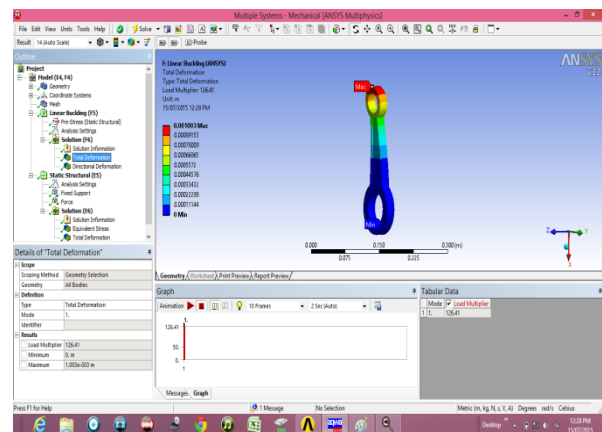 Multiple Systems - Mechanical [ANSYS Multiphysics]
File Edit View Units Tools Help Solve
Result 14 (Auto Scale) Probe
Outline
Project
Model (E4, F4)
Geometry
Coordinate Systems
Mesh
Linear Buckling (F5)
Pre-Stress (Static Structural)
Analysis Settings
Solution (F6)
Solution Information
Total Deformation
Directional Deformation
Static Structural (E5)
Analysis Settings
Fixed Support
Force
Solution (E6)
Solution Information
Equivalent Stress
Total Deformation
F: Linear Buckling (ANSYS)
Total Deformation
Type: Total Deformation
Load Multiplier: 126.41
Unit: m
15/07/2015 12:28 PM
0.001003 Max
0.00078009
0.00066865
0.0005572
0.00044576
0.00033432
0.00022288
0.00011144
0 Min
Max
Min
ANSYS
V12
0.000 0.150 0.300 (m)
0.075 0.225
Z Y
X
Geometry Worksheet Print Preview Report Preview
Details of "Total Deformation"
Scope
Scoping Method Geometry Selection
Geometry All Bodies
Definition
Type Total Deformation
Mode 1.
Identifier
Results
Load Multiplier 126.41
Minimum 0. m
Maximum 1.003e-003 m
Graph
Animation 10 Frames 2 Sec (Auto)
1.
126.41
50.
0.
1
Messages Graph
Tabular Data
Mode Load Multiplier
1 1. 126.41
Press F1 for Help 1 Message No Selection Metric (m, kg, N, s, V, A) Degrees rad/s Celsius
Desktop 12:28 PM
15/07/2015